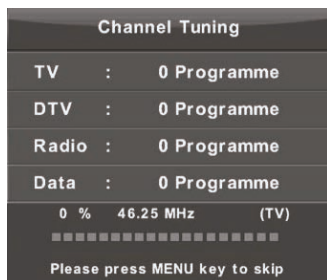 Channel Tuning
TV : 0 Programme
DTV : 0 Programme
Radio : 0 Programme
Data : 0 Programme
0 % 46.25 MHz (TV)
Please press MENU key to skip